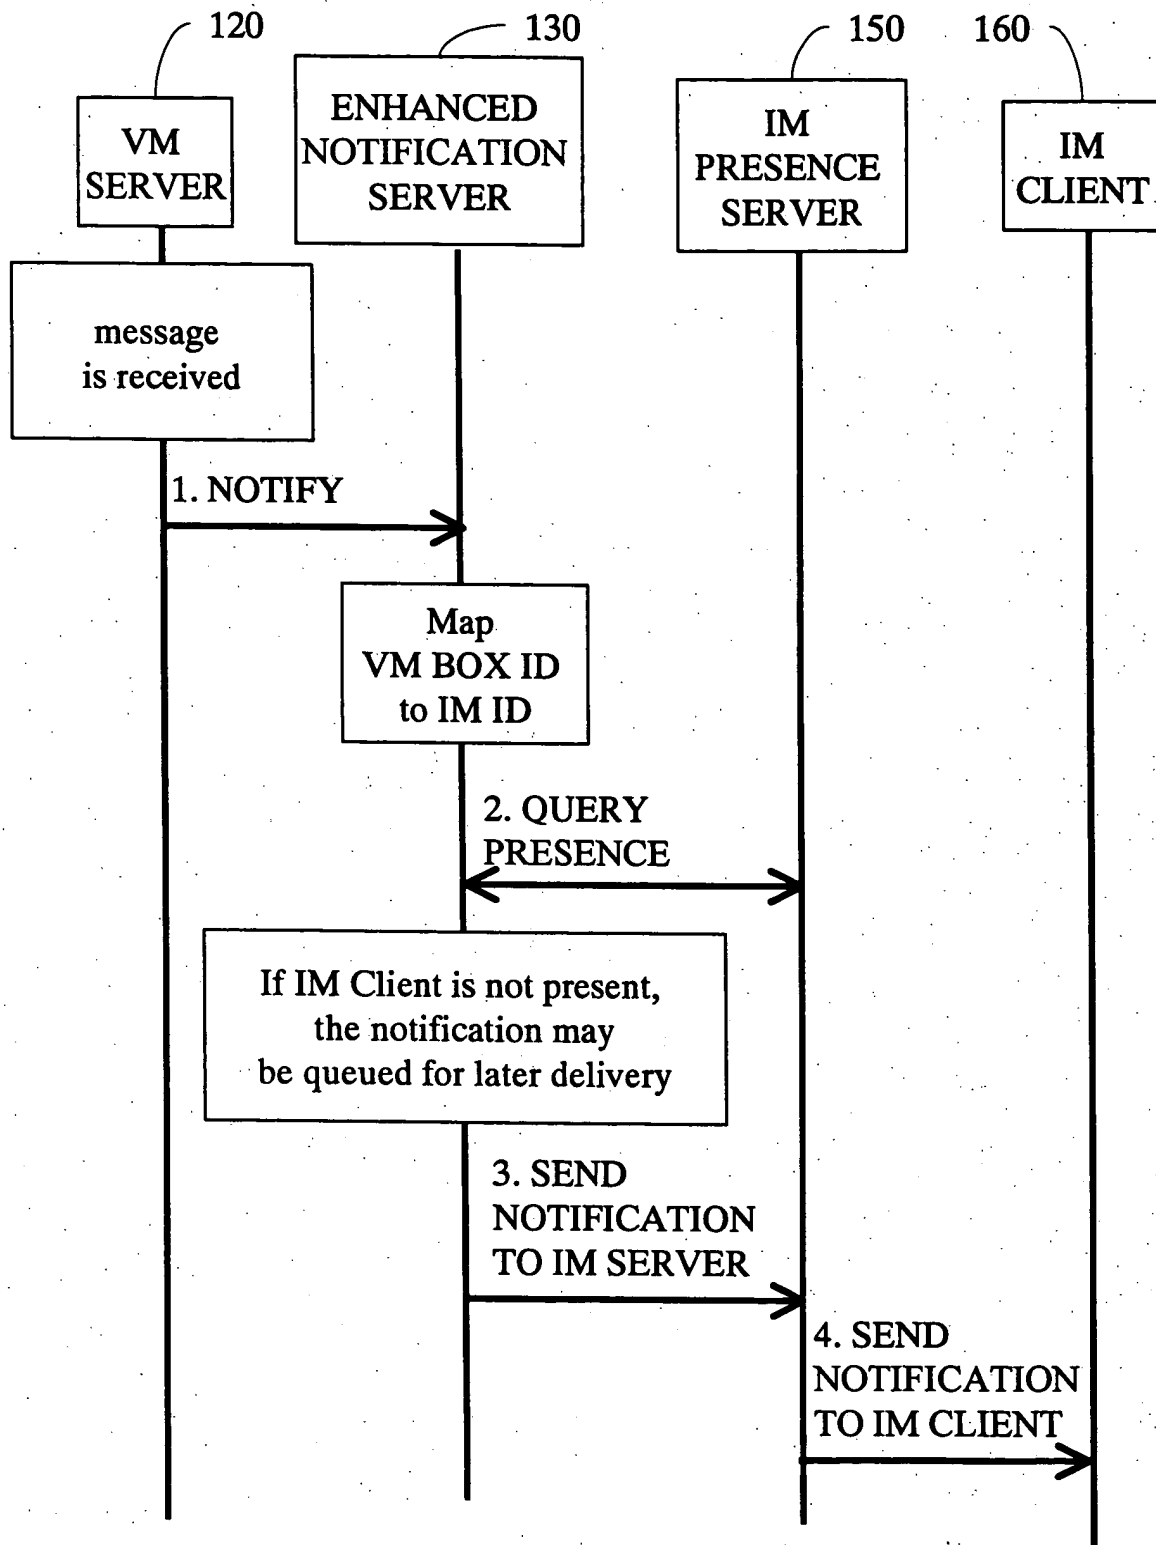 120
130
150
160
VM
SERVER
ENHANCED
NOTIFICATION
SERVER
IM
PRESENCE
SERVER
IM
CLIENT
message
is received
1. NOTIFY
Map
VM BOX ID
to IM ID
2. QUERY
PRESENCE
If IM Client is not present,
the notification may
be queued for later delivery
3. SEND
NOTIFICATION
TO IM SERVER
4. SEND
NOTIFICATION
TO IM CLIENT